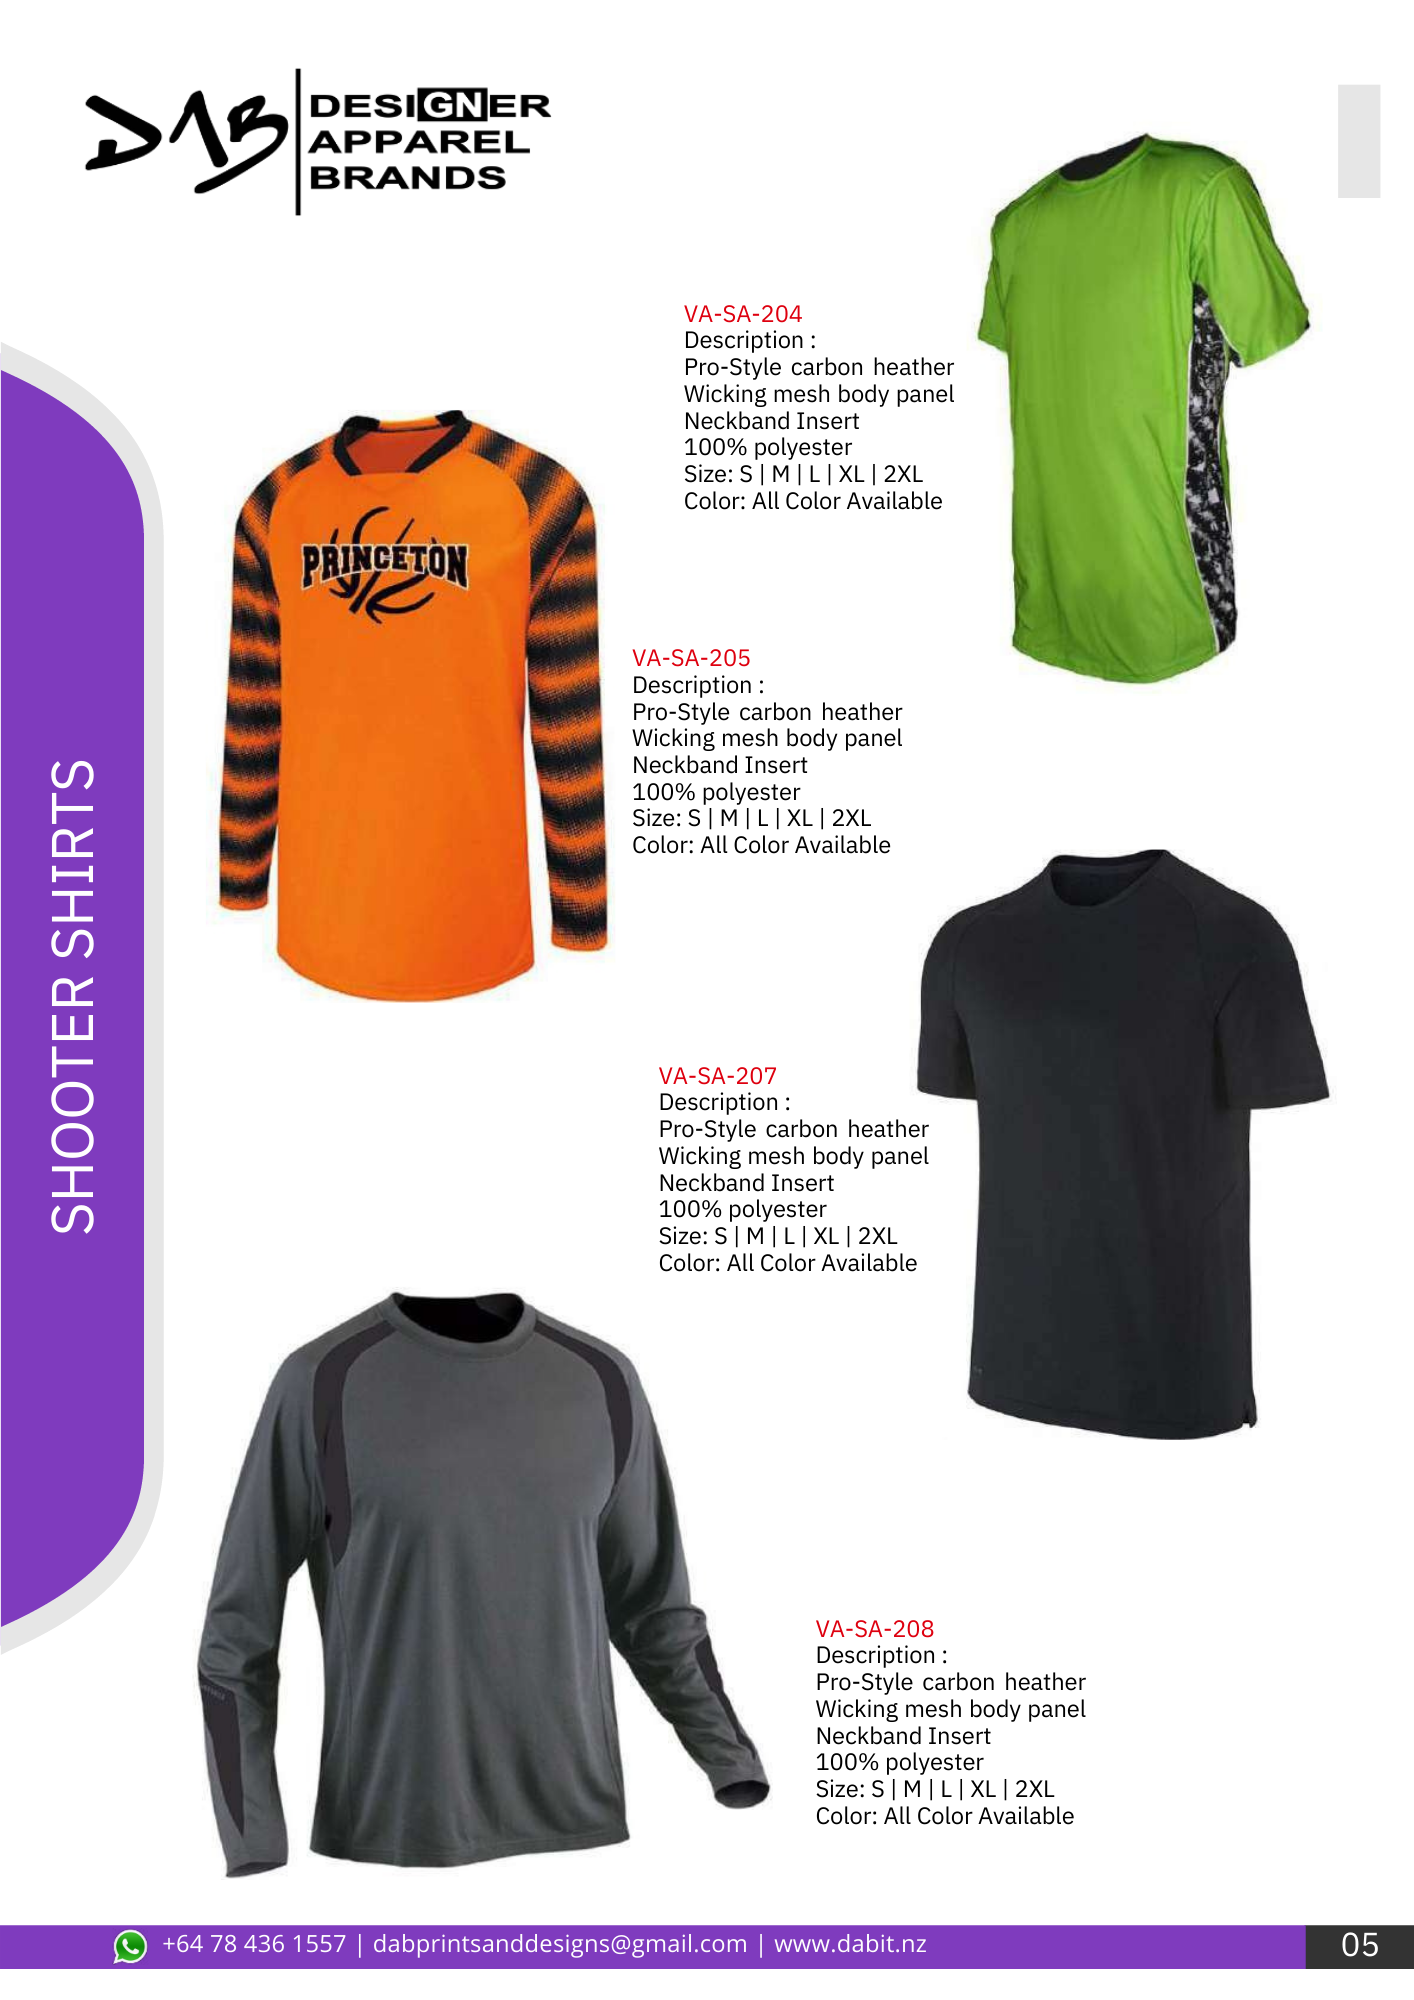 DAB
DESIGNER
APPAREL
BRANDS
VA-SA-204
Description :
Pro-Style carbon heather
Wicking mesh body panel
Neckband Insert
100% polyester
Size: S | M | L | XL | 2XL
Color: All Color Available
PRINCETON
VA-SA-205
Description :
Pro-Style carbon heather
Wicking mesh body panel
Neckband Insert
100% polyester
Size: S | M | L | XL | 2XL
Color: All Color Available
SHOOTER SHIRTS
VA-SA-207
Description :
Pro-Style carbon heather
Wicking mesh body panel
Neckband Insert
100% polyester
Size: S | M | L | XL | 2XL
Color: All Color Available
VA-SA-208
Description :
Pro-Style carbon heather
Wicking mesh body panel
Neckband Insert
100% polyester
Size: S | M | L | XL | 2XL
Color: All Color Available
+64 78 436 1557 | dabprintsanddesigns@gmail.com | www.dabit.nz
05